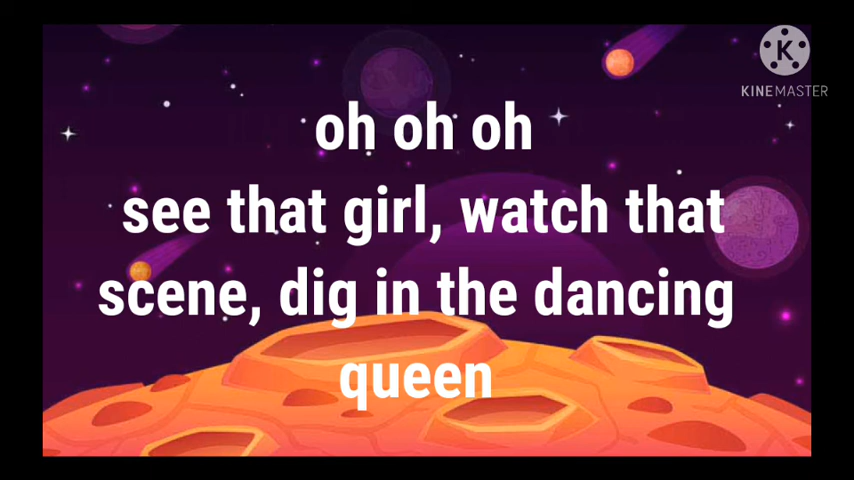 KINEMASTER
oh oh oh
see that girl, watch that
scene, dig in the dancing
queen